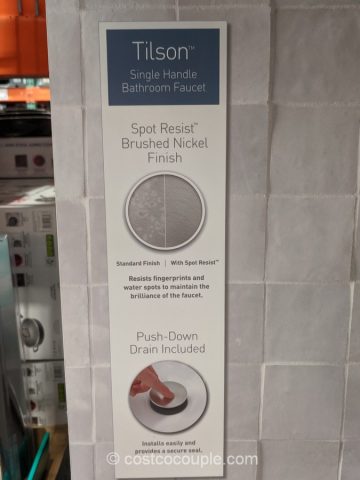 Tilson™
Single Handle
Bathroom Faucet
Spot Resist™
Brushed Nickel
Finish
Standard Finish | With Spot Resist™
Resists fingerprints and
water spots to maintain the
brilliance of the faucet.
Push-Down
Drain Included
Installs easily and
provides a secure seal.
© costcocouple.com